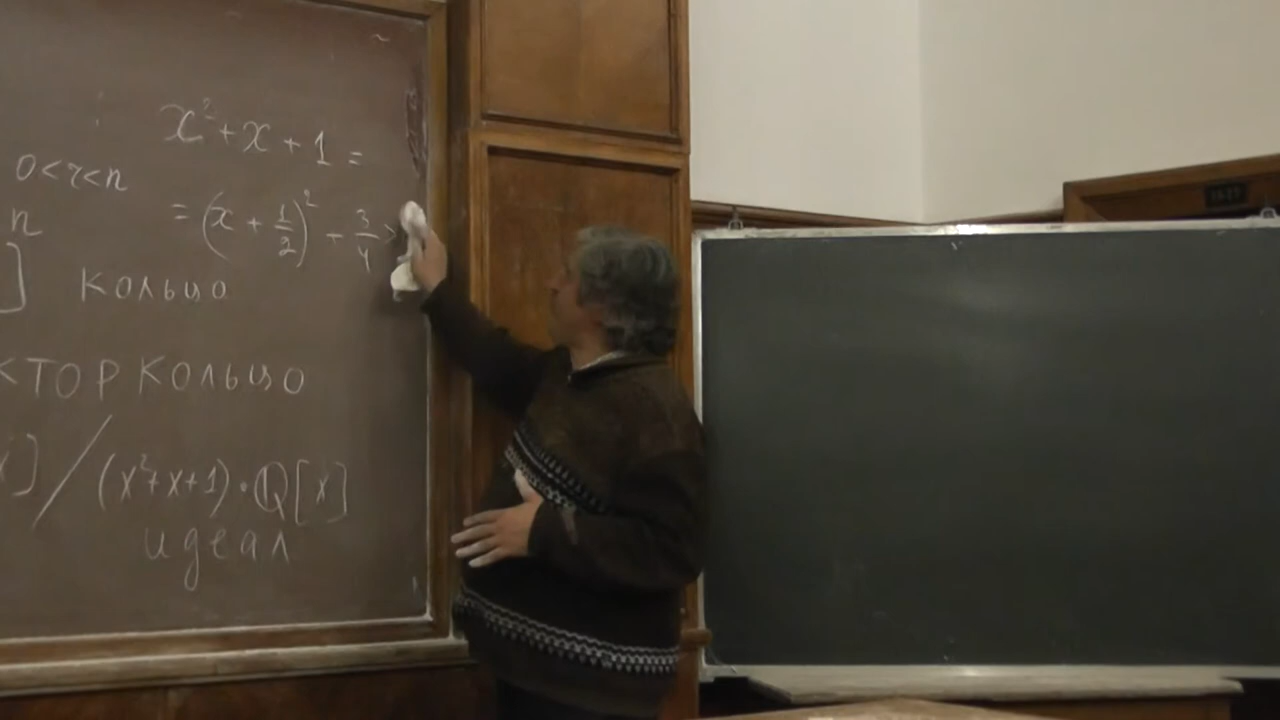 x² + x + 1 =
0 < r < n
= (x + 1/2)² + 3/4 >
n
] кольцо
КТОР КОЛЬЦО
x] / (x²+x+1) · Q[x]
идеал